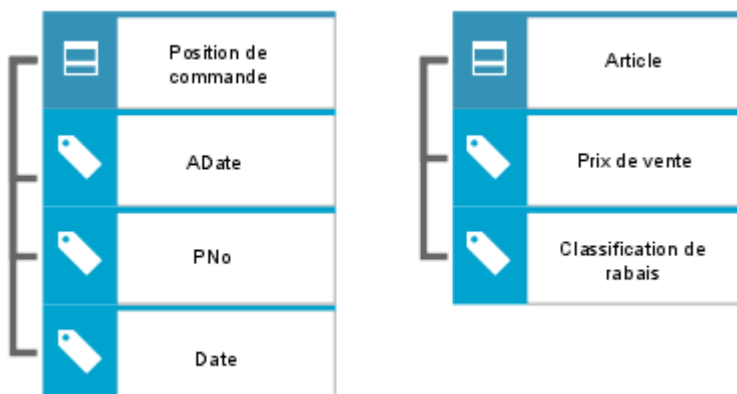 Position de
commande
ADate
PNo
Date
Article
Prix de vente
Classification de
rabais